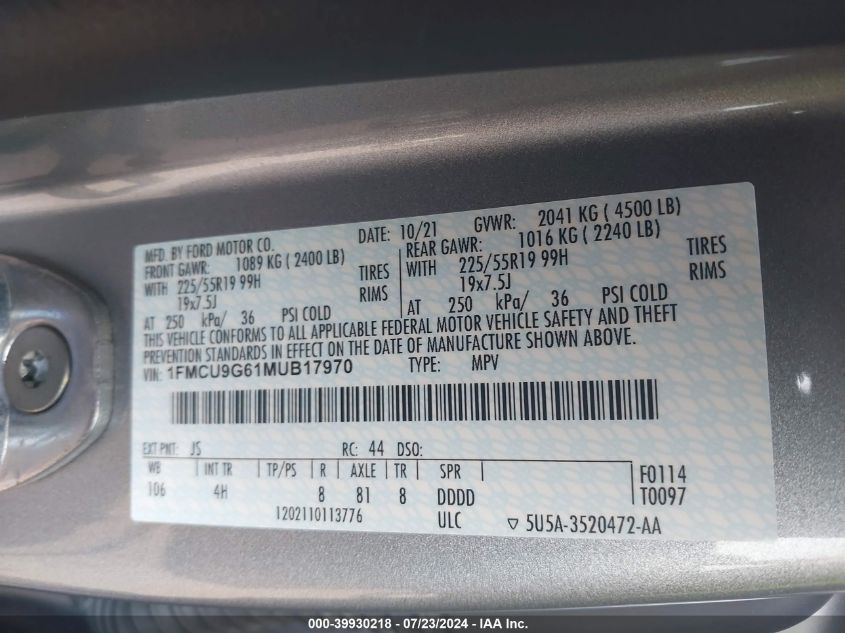 MFD. BY FORD MOTOR CO. DATE: 10/21 GVWR: 2041 KG ( 4500 LB)
FRONT GAWR: 1089 KG ( 2400 LB) REAR GAWR: 1016 KG ( 2240 LB)
WITH 225/55R19 99H TIRES WITH 225/55R19 99H TIRES
19x7.5J RIMS 19x7.5J RIMS
AT 250 kPa/ 36 PSI COLD AT 250 kPa/ 36 PSI COLD
THIS VEHICLE CONFORMS TO ALL APPLICABLE FEDERAL MOTOR VEHICLE SAFETY AND THEFT
PREVENTION STANDARDS IN EFFECT ON THE DATE OF MANUFACTURE SHOWN ABOVE.
VIN: 1FMCU9G61MUB17970 TYPE: MPV
EXT PNT: JS RC: 44 DSO:
WB INT TR TP/PS R AXLE TR SPR F0114
106 4H 8 81 8 DDDD T0097
1202110113776 ULC ▽ 5U5A-3520472-AA
000-39930218 - 07/23/2024 - IAA Inc.